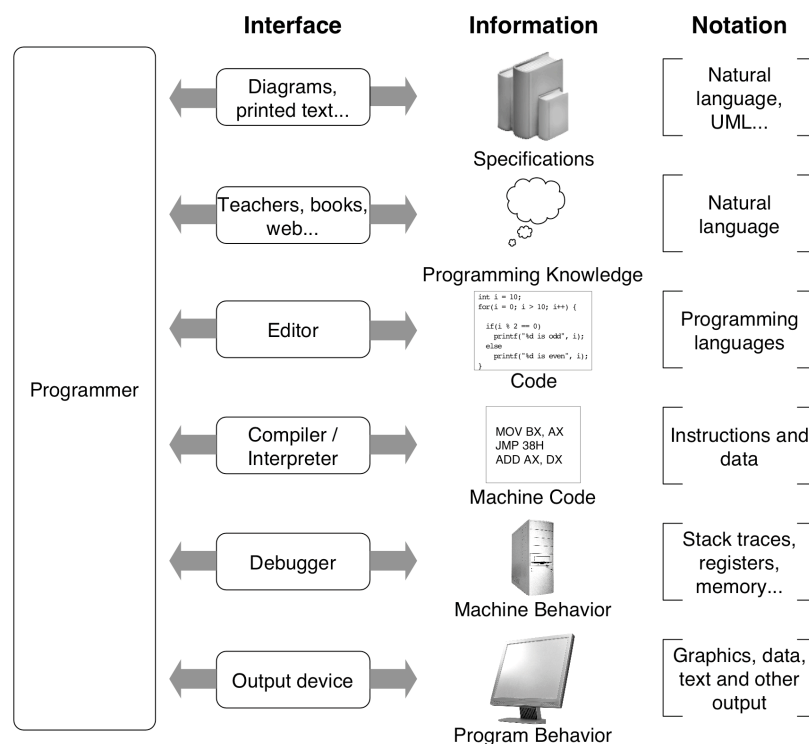 Interface
Information
Notation
Programmer
Diagrams,
printed text...
Specifications
Natural
language,
UML...
Teachers, books,
web...
Programming Knowledge
Natural
language
Editor
int i = 10;
for(i = 0; i > 10; i++) {
if(i % 2 == 0)
printf("%d is odd", i);
else
printf("%d is even", i);
}
Code
Programming
languages
Compiler /
Interpreter
MOV BX, AX
JMP 38H
ADD AX, DX
Machine Code
Instructions and
data
Debugger
Machine Behavior
Stack traces,
registers,
memory...
Output device
Program Behavior
Graphics, data,
text and other
output